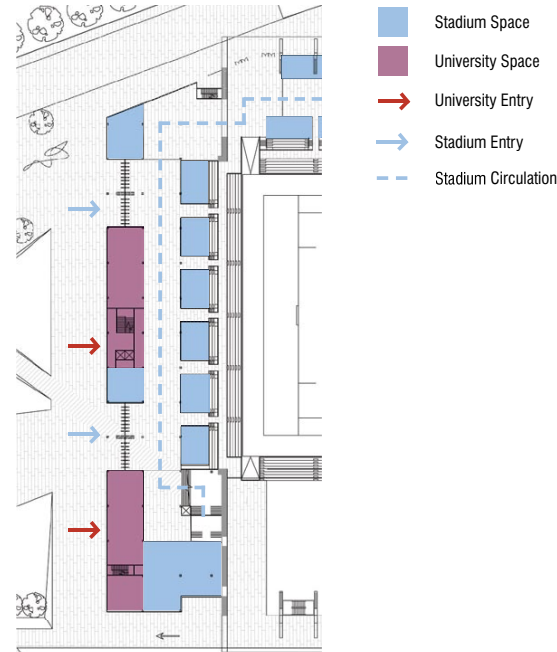 Stadium Space
University Space
University Entry
Stadium Entry
Stadium Circulation